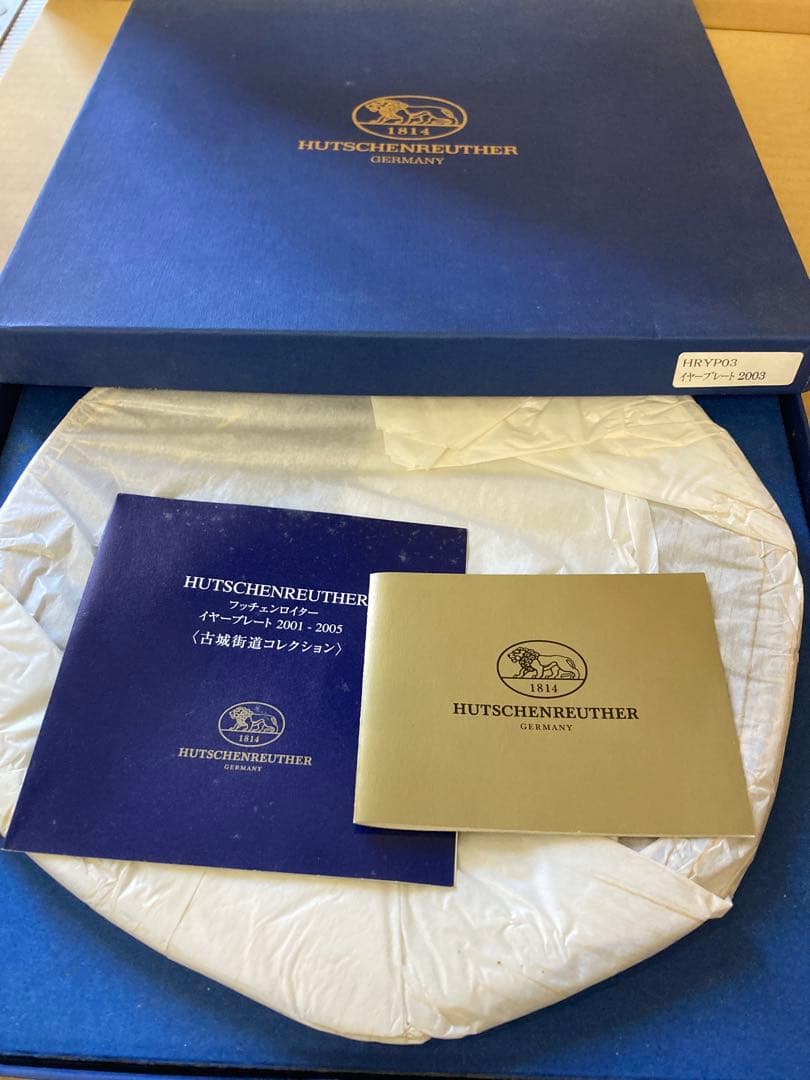 1814
HUTSCHENREUTHER
GERMANY
HRYP03
イヤープレート 2003
HUTSCHENREUTHER
フッチェンロイター
イヤープレート 2001 - 2005
〈古城街道コレクション〉
1814
HUTSCHENREUTHER
GERMANY
1814
HUTSCHENREUTHER
GERMANY